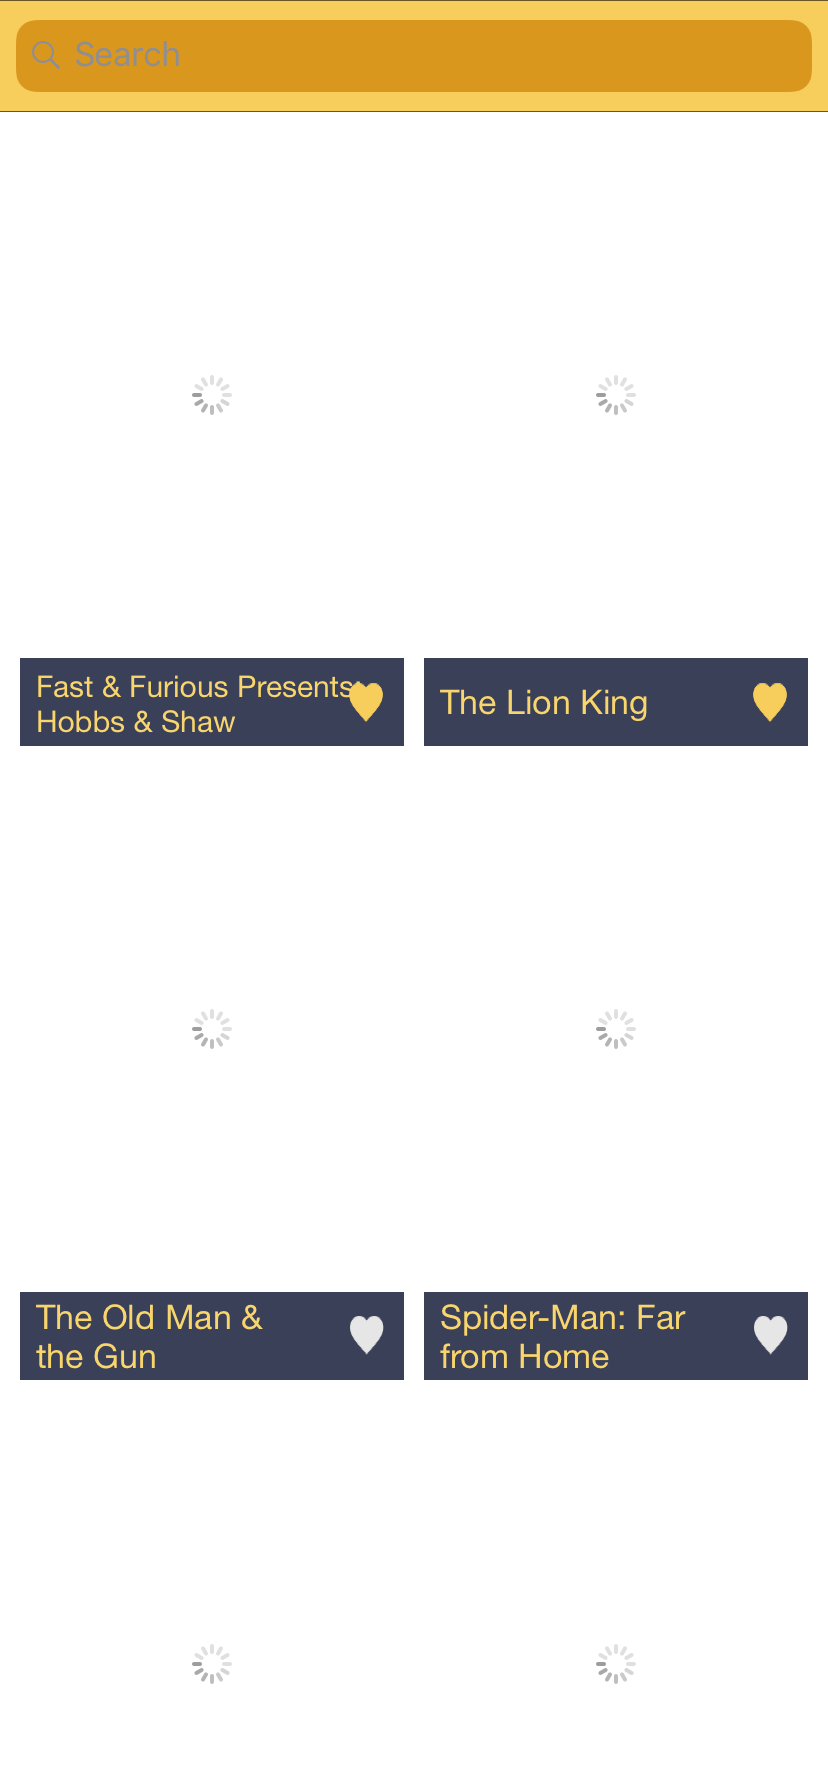 Search
Fast & Furious Presents:
Hobbs & Shaw
The Lion King
The Old Man &
the Gun
Spider-Man: Far
from Home